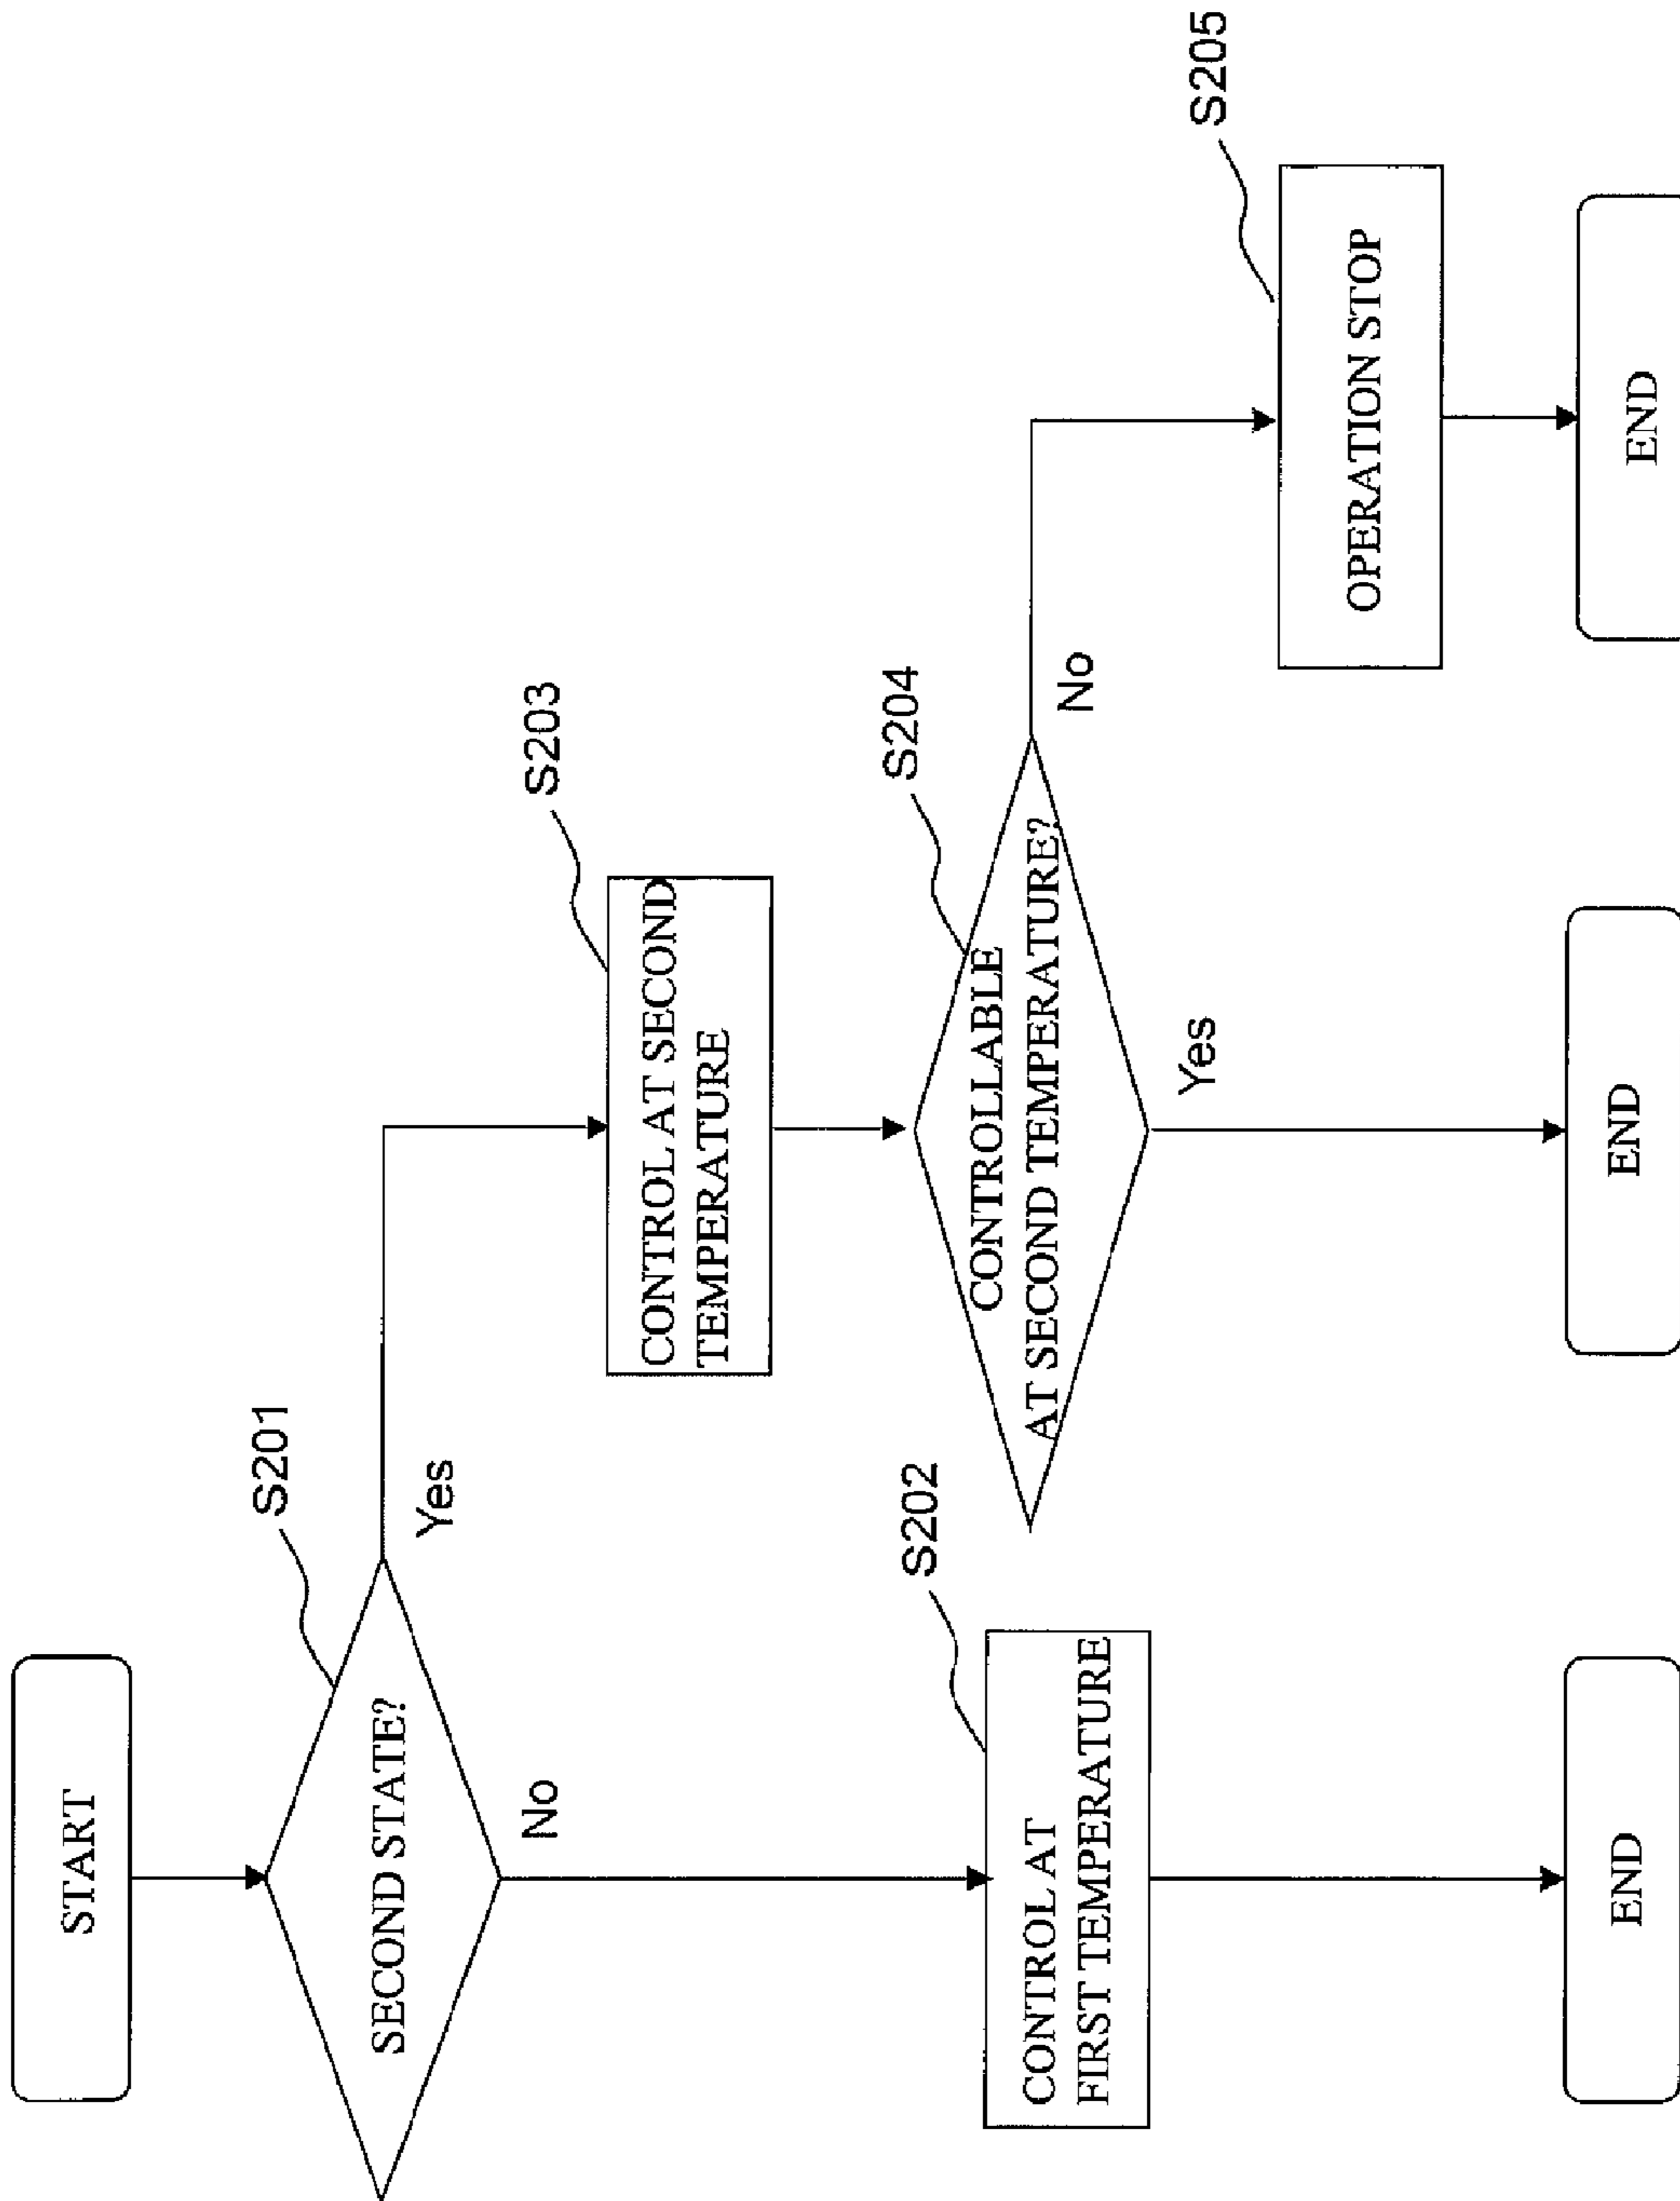 START
S201
SECOND STATE?
Yes
No
S203
CONTROL AT SECOND
TEMPERATURE
S202
CONTROL AT
FIRST TEMPERATURE
S204
CONTROLLABLE
AT SECOND TEMPERATURE?
No
Yes
S205
OPERATION STOP
END
END
END